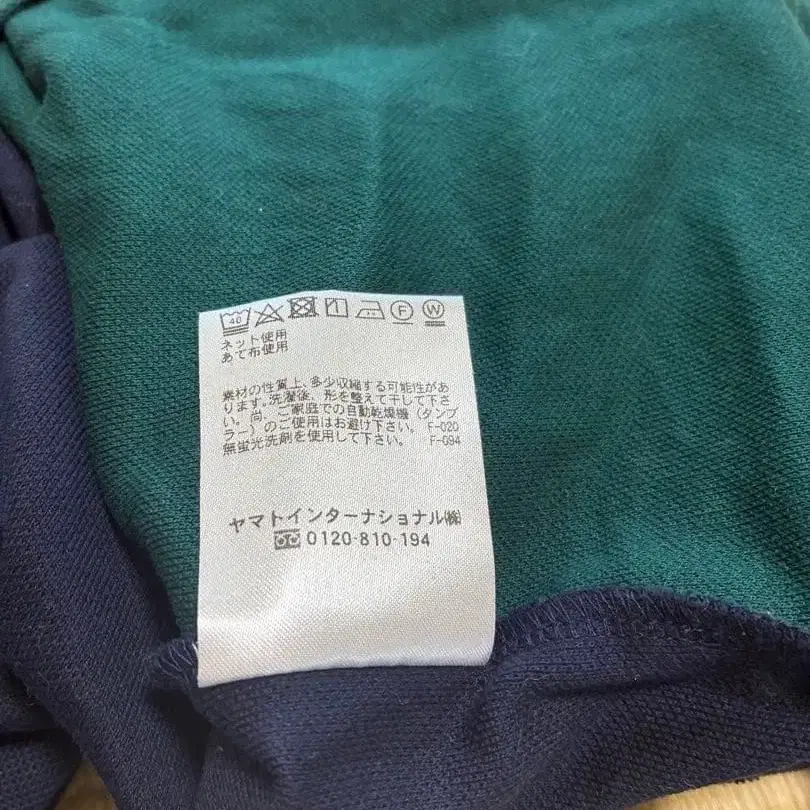 40 F W
ネット使用
あて布使用
素材の性質上、多少収縮する可能性があ
ります。洗濯後、形を整えて干して下さ
い。尚、ご家庭での自動乾燥機(タンブ
ラー)のご使用はお避け下さい。 F-020
無蛍光洗剤を使用して下さい。 F-094
ヤマトインターナショナル㈱
0120-810-194